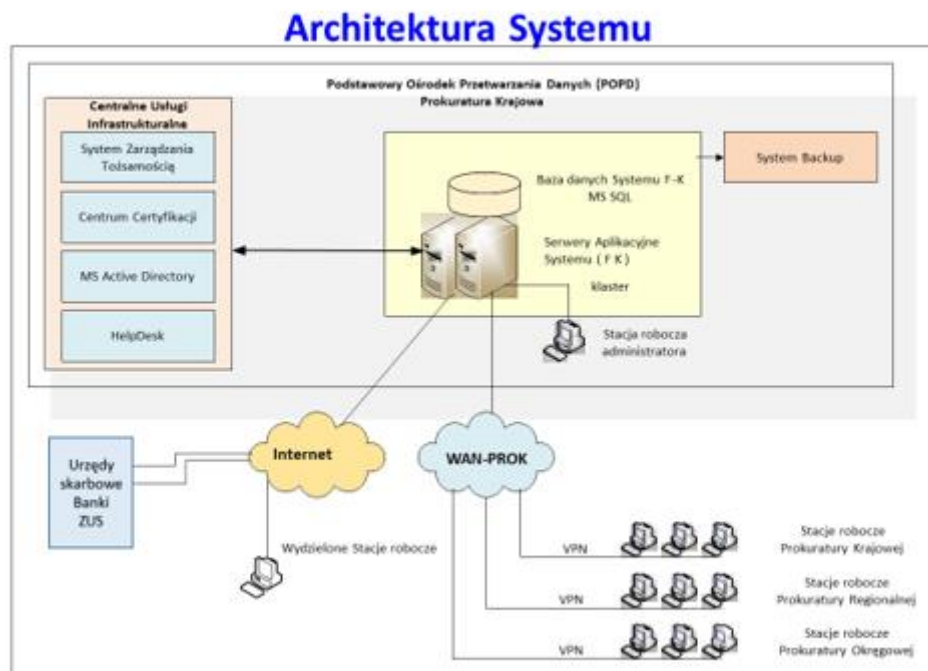 Architektura Systemu
Podstawowy Ośrodek Przetwarzania Danych (POPD)
Prokuratura Krajowa
Centralne Usługi
Infrastrukturalne
System Zarządzania
Tożsamością
Centrum Certyfikacji
MS Active Directory
HelpDesk
Baza danych Systemu F-K
MS SQL
Serwery Aplikacyjne
Systemu ( F K )
klaster
System Backup
Stacja robocza
administratora
Urzędy
skarbowe
Banki
ZUS
Internet
WAN-PROK
Wydzielone Stacje robocze
VPN
Stacje robocze
Prokuratury Krajowej
VPN
Stacje robocze
Prokuratury Regionalnej
VPN
Stacje robocze
Prokuratury Okręgowej